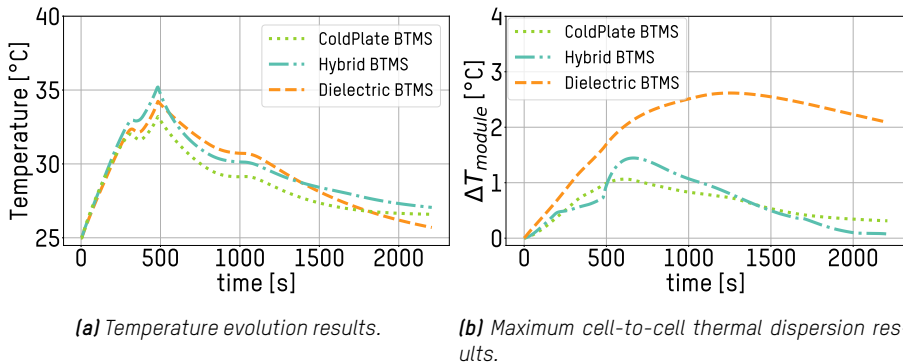 Temperature [°C]
40
35
30
25
ColdPlate BTMS
Hybrid BTMS
Dielectric BTMS
0 500 1000 1500 2000
time [s]
(a) Temperature evolution results.
ΔTmodule [°C]
4
3
2
1
0
ColdPlate BTMS
Hybrid BTMS
Dielectric BTMS
0 500 1000 1500 2000
time [s]
(b) Maximum cell-to-cell thermal dispersion res
ults.